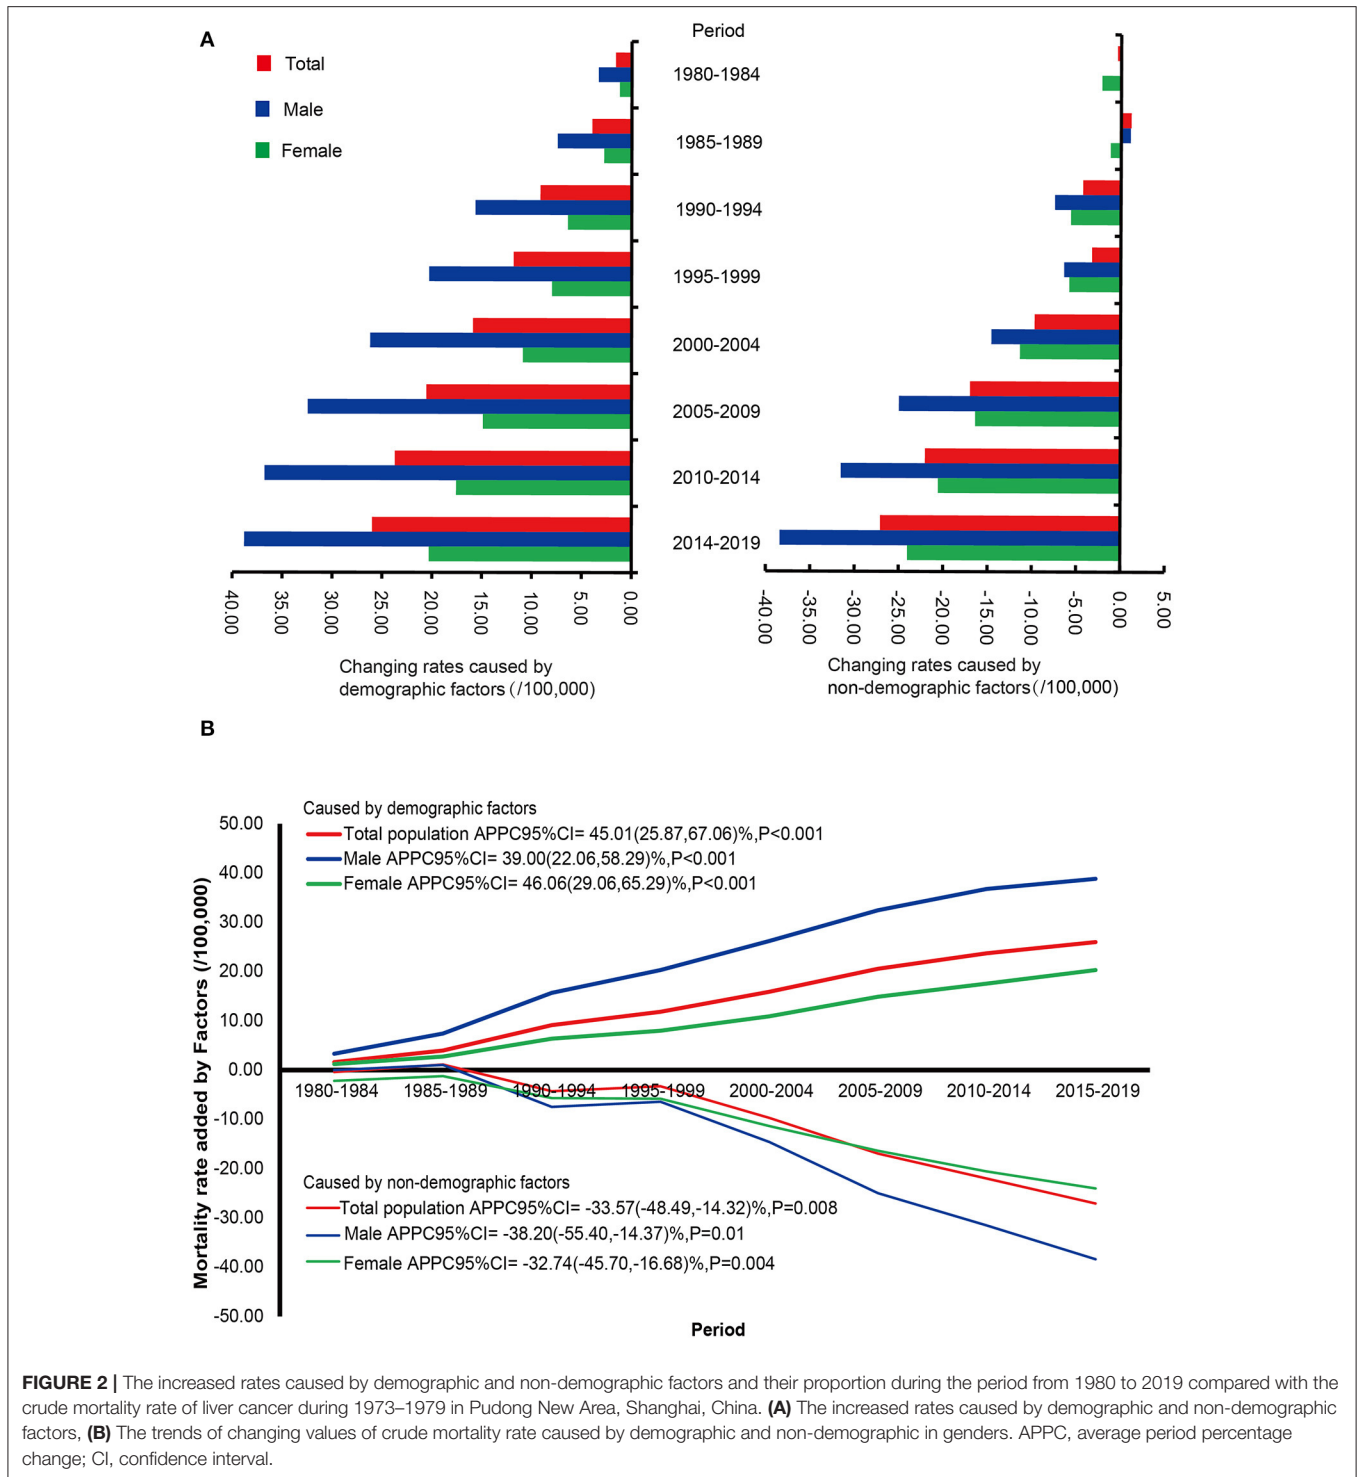 A
Period
Total
Male
Female
1980-1984
1985-1989
1990-1994
1995-1999
2000-2004
2005-2009
2010-2014
2014-2019
40.00
35.00
30.00
25.00
20.00
15.00
10.00
5.00
0.00
-40.00
-35.00
-30.00
-25.00
-20.00
-15.00
-10.00
-5.00
0.00
5.00
Changing rates caused by
demographic factors (/100,000)
Changing rates caused by
non-demographic factors (/100,000)
B
Caused by demographic factors
Total population APPC95%CI= 45.01(25.87,67.06)%,P<0.001
Male APPC95%CI= 39.00(22.06,58.29)%,P<0.001
Female APPC95%CI= 46.06(29.06,65.29)%,P<0.001
Mortality rate added by Factors (/100,000)
50.00
40.00
30.00
20.00
10.00
0.00
-10.00
-20.00
-30.00
-40.00
-50.00
1980-1984
1985-1989
1990-1994
1995-1999
2000-2004
2005-2009
2010-2014
2015-2019
Caused by non-demographic factors
Total population APPC95%CI= -33.57(-48.49,-14.32)%,P=0.008
Male APPC95%CI= -38.20(-55.40,-14.37)%,P=0.01
Female APPC95%CI= -32.74(-45.70,-16.68)%,P=0.004
Period
FIGURE 2 | The increased rates caused by demographic and non-demographic factors and their proportion during the period from 1980 to 2019 compared with the
crude mortality rate of liver cancer during 1973–1979 in Pudong New Area, Shanghai, China. (A) The increased rates caused by demographic and non-demographic
factors, (B) The trends of changing values of crude mortality rate caused by demographic and non-demographic in genders. APPC, average period percentage
change; CI, confidence interval.